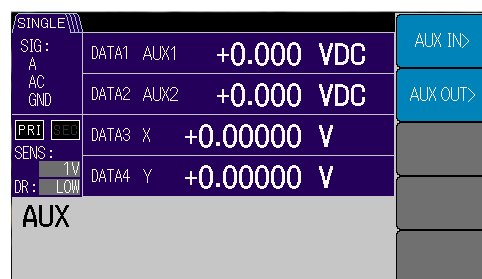 SINGLE
SIG:
A
AC
GND
PRI SEC
SENS:
1V
DR: LOW
DATA1 AUX1 +0.000 VDC
DATA2 AUX2 +0.000 VDC
DATA3 X +0.00000 V
DATA4 Y +0.00000 V
AUX
AUX IN>
AUX OUT>